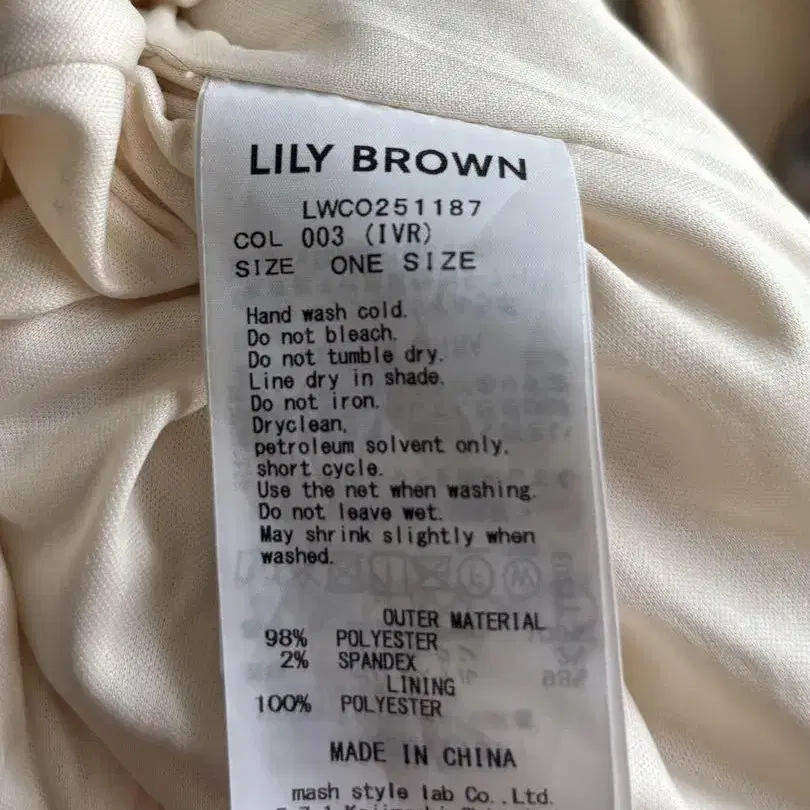 LILY BROWN
LWCO251187
COL 003 (IVR)
SIZE ONE SIZE
Hand wash cold.
Do not bleach.
Do not tumble dry.
Line dry in shade.
Do not iron.
Dryclean,
petroleum solvent only,
short cycle.
Use the net when washing.
Do not leave wet.
May shrink slightly when
washed.
OUTER MATERIAL
98% POLYESTER
2% SPANDEX
LINING
100% POLYESTER
MADE IN CHINA
mash style lab Co.,Ltd.